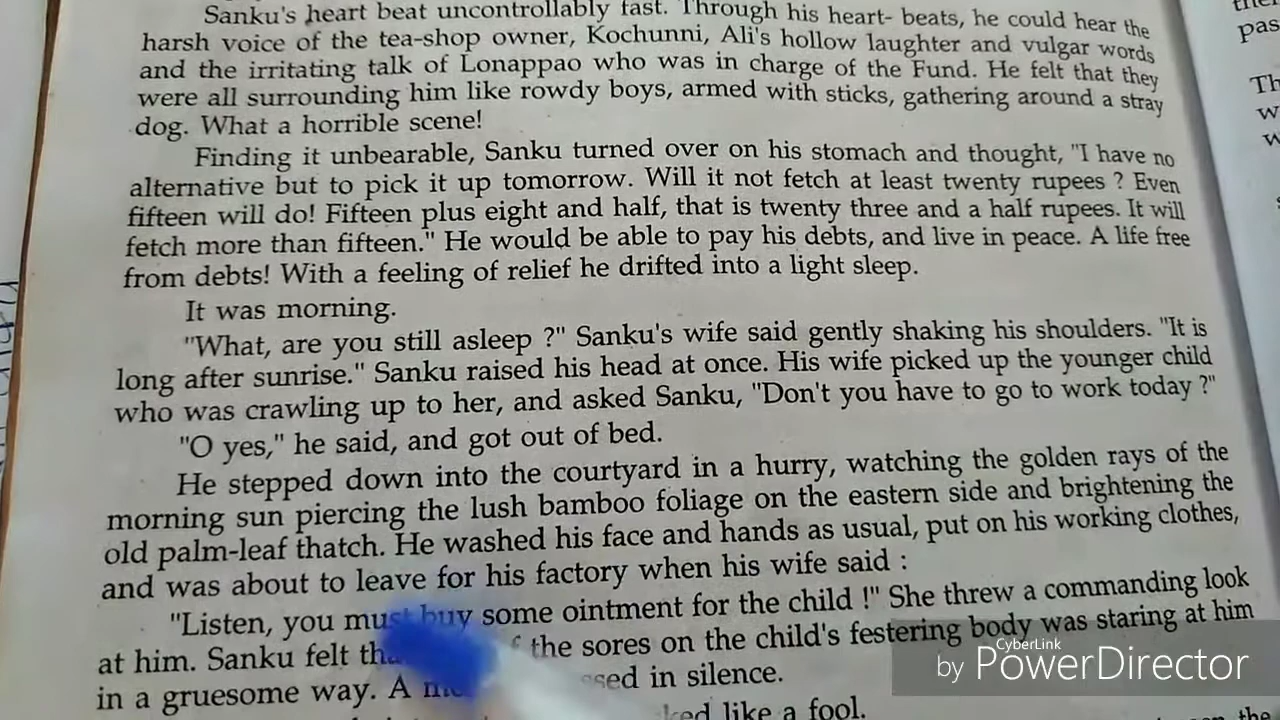 Sanku's heart beat uncontrollably fast. Through his heart- beats, he could hear the
harsh voice of the tea-shop owner, Kochunni, Ali's hollow laughter and vulgar words
and the irritating talk of Lonappao who was in charge of the Fund. He felt that they
were all surrounding him like rowdy boys, armed with sticks, gathering around a stray
dog. What a horrible scene!
Finding it unbearable, Sanku turned over on his stomach and thought, "I have no
alternative but to pick it up tomorrow. Will it not fetch at least twenty rupees ? Even
fifteen will do! Fifteen plus eight and half, that is twenty three and a half rupees. It will
fetch more than fifteen." He would be able to pay his debts, and live in peace. A life free
from debts! With a feeling of relief he drifted into a light sleep.
It was morning.
"What, are you still asleep ?" Sanku's wife said gently shaking his shoulders. "It is
long after sunrise." Sanku raised his head at once. His wife picked up the younger child
who was crawling up to her, and asked Sanku, "Don't you have to go to work today ?"
"O yes," he said, and got out of bed.
He stepped down into the courtyard in a hurry, watching the golden rays of the
morning sun piercing the lush bamboo foliage on the eastern side and brightening the
old palm-leaf thatch. He washed his face and hands as usual, put on his working clothes,
and was about to leave for his factory when his wife said :
"Listen, you must buy some ointment for the child !" She threw a commanding look
at him. Sanku felt the sores on the child's festering body was staring at him
in a gruesome way. A in silence.
like a fool.
pas
CyberLink
by PowerDirector